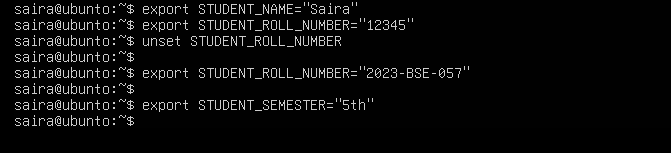 saira@ubunto:~$ export STUDENT_NAME="Saira"
saira@ubunto:~$ export STUDENT_ROLL_NUMBER="12345"
saira@ubunto:~$ unset STUDENT_ROLL_NUMBER
saira@ubunto:~$
saira@ubunto:~$ export STUDENT_ROLL_NUMBER="2023-BSE-057"
saira@ubunto:~$
saira@ubunto:~$ export STUDENT_SEMESTER="5th"
saira@ubunto:~$